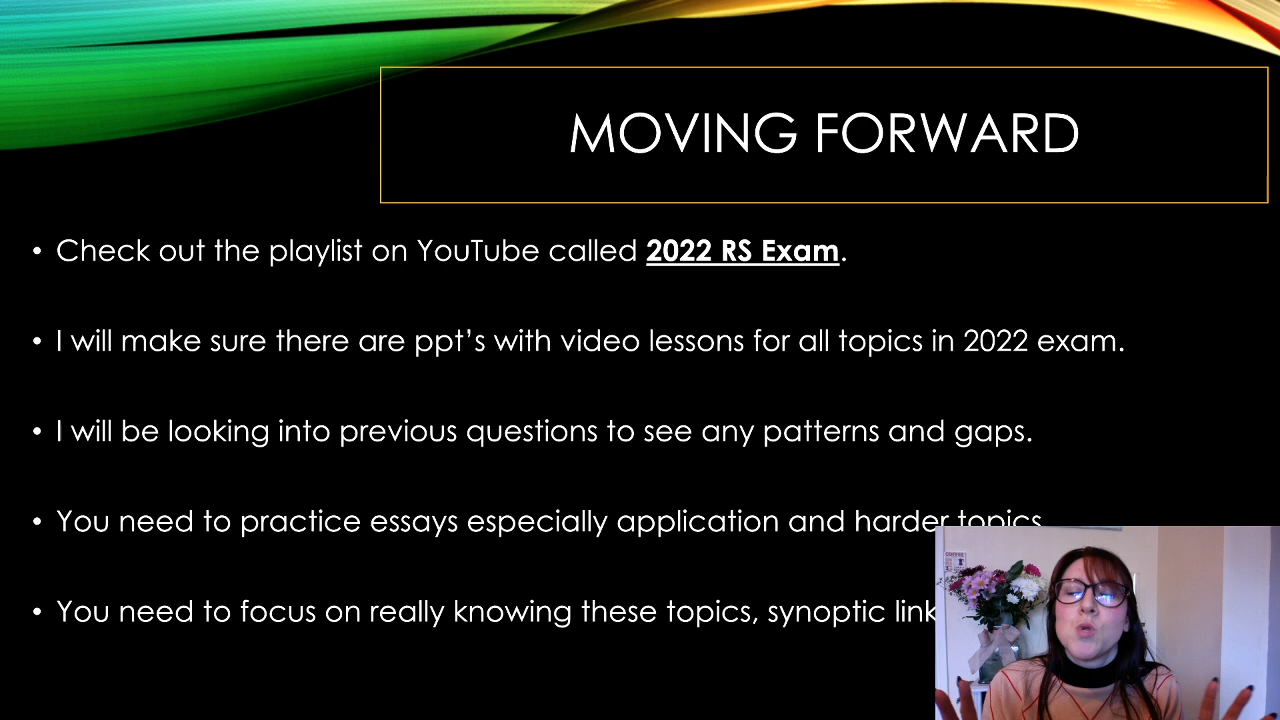 MOVING FORWARD
• Check out the playlist on YouTube called 2022 RS Exam.
• I will make sure there are ppt’s with video lessons for all topics in 2022 exam.
• I will be looking into previous questions to see any patterns and gaps.
• You need to practice essays especially application and harder topics
• You need to focus on really knowing these topics, synoptic link
COFFEE